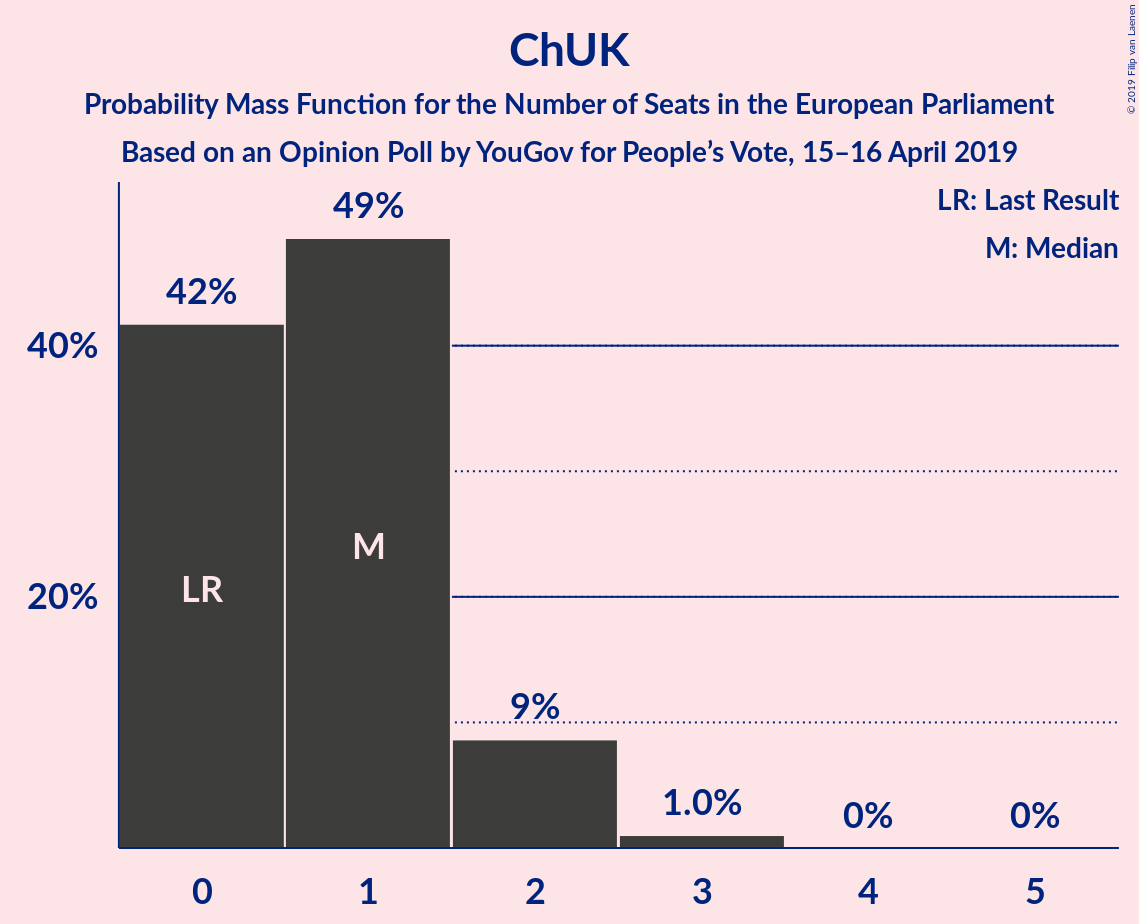 ChUK
Probability Mass Function for the Number of Seats in the European Parliament
Based on an Opinion Poll by YouGov for People’s Vote, 15–16 April 2019
© 2019 Filip van Laenen
LR: Last Result
M: Median
49%
42%
40%
M
LR
20%
9%
1.0%
0%
0%
0
1
2
3
4
5